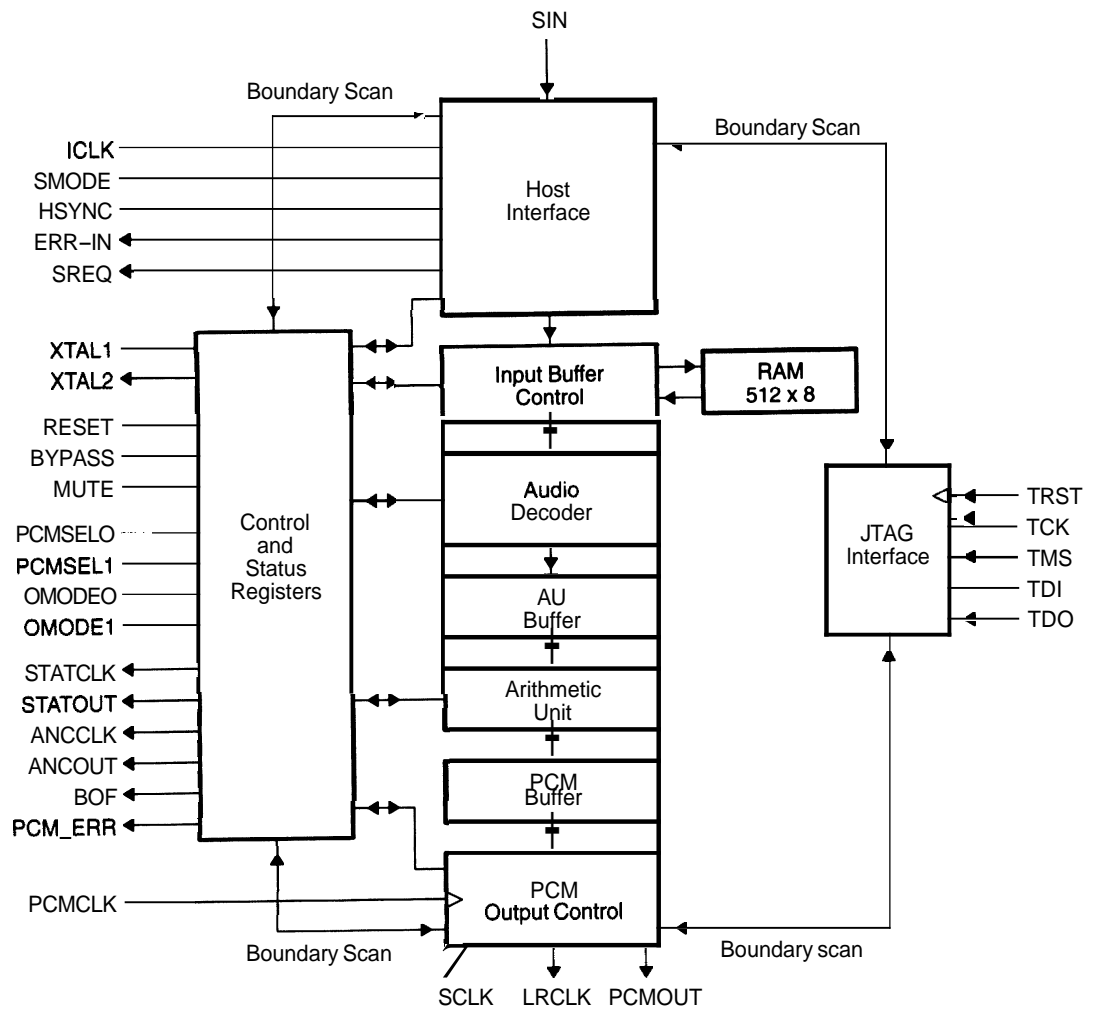 SIN
Boundary Scan
Boundary Scan
ICLK
SMODE
HSYNC
ERR-IN
SREQ
Host
Interface
XTAL1
XTAL2
RESET
BYPASS
MUTE
PCMSELO
PCMSEL1
OMODEO
OMODE1
STATCLK
STATOUT
ANCCLK
ANCOUT
BOF
PCM_ERR
PCMCLK
Control
and
Status
Registers
Input Buffer
Control
RAM
512 x 8
Audio
Decoder
AU
Buffer
Arithmetic
Unit
PCM
Buffer
PCM
Output Control
JTAG
Interface
TRST
TCK
TMS
TDI
TDO
Boundary Scan
Boundary scan
SCLK
LRCLK
PCMOUT